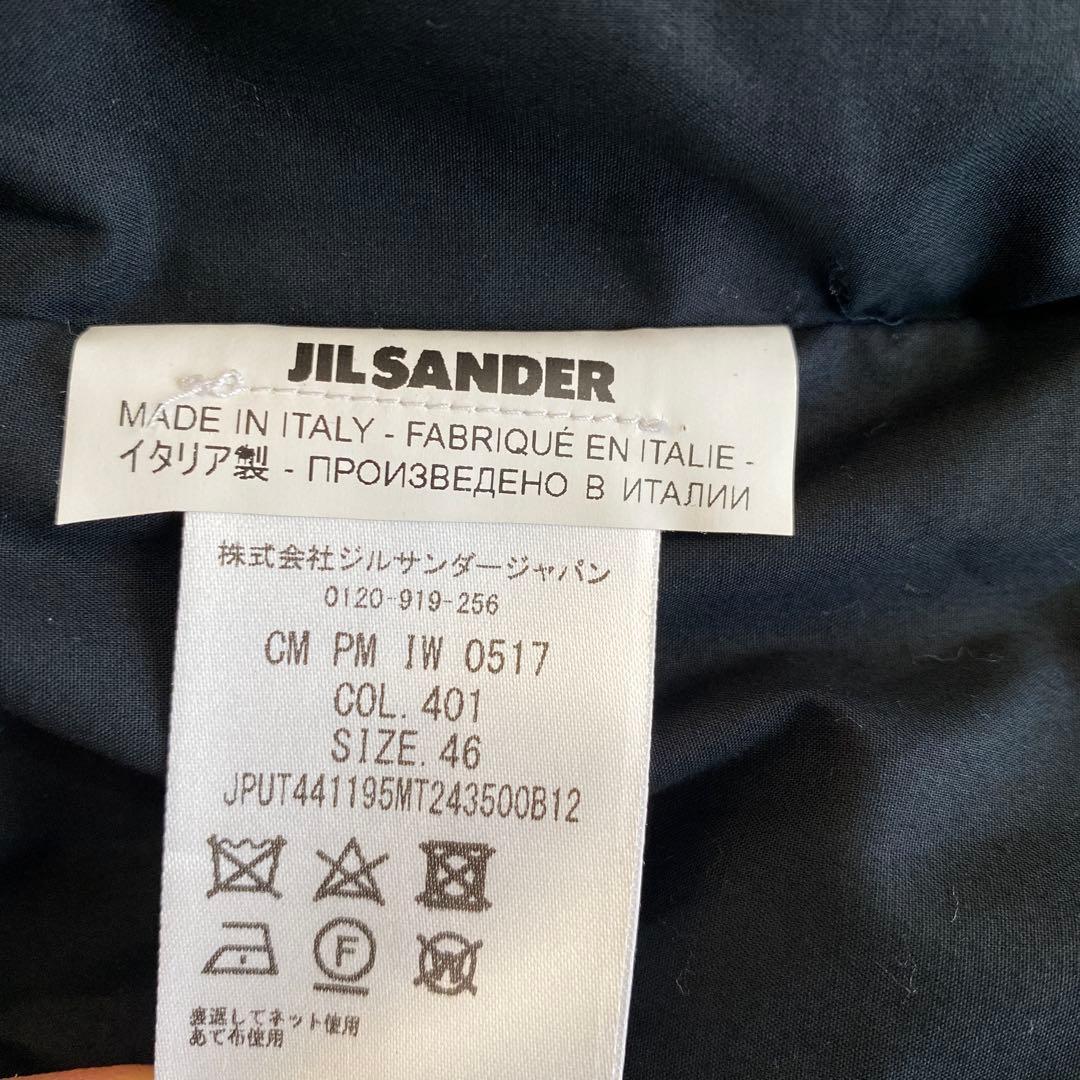 JIL SANDER
MADE IN ITALY - FABRIQUÉ EN ITALIE -
イタリア製 - ПРОИЗВЕДЕНО В ИТАЛИИ
株式会社ジルサンダージャパン
0120-919-256
CM PM IW 0517
COL. 401
SIZE. 46
JPUT441195MT243500B12
F
W
裏返してネット使用
あて布使用